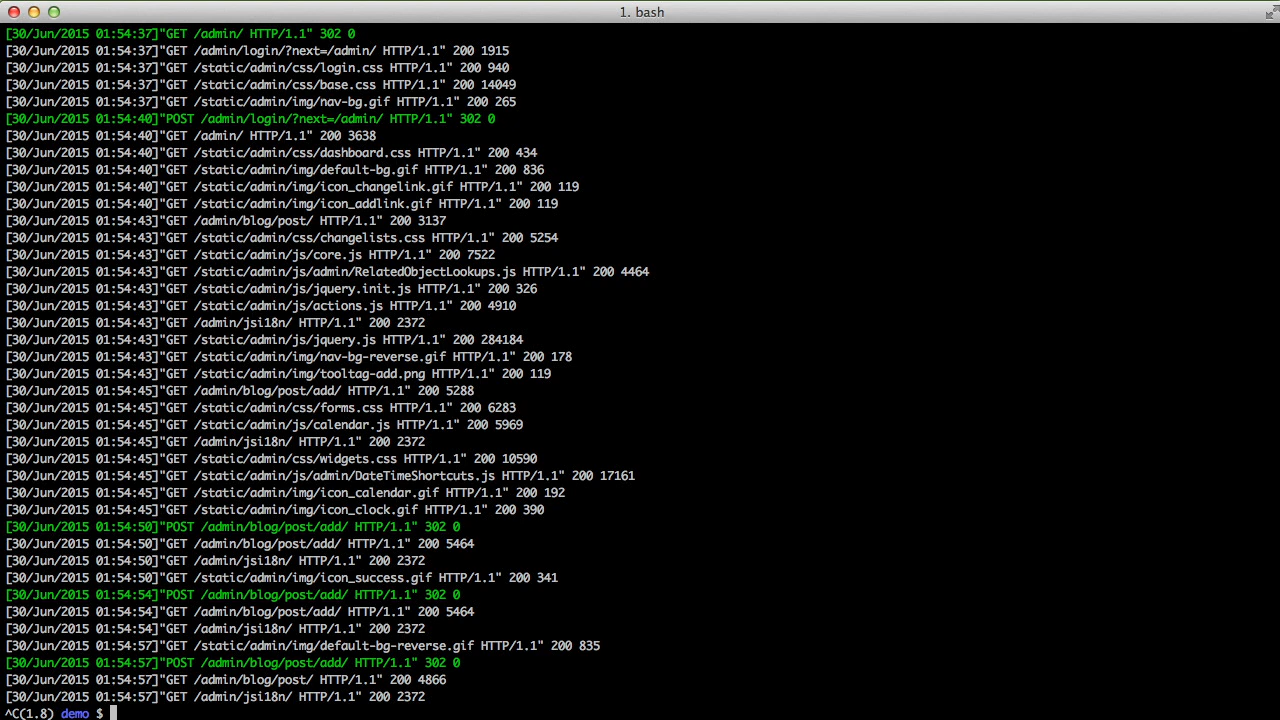 1. bash
[30/Jun/2015 01:54:37]"GET /admin/ HTTP/1.1" 302 0
[30/Jun/2015 01:54:37]"GET /admin/login/?next=/admin/ HTTP/1.1" 200 1915
[30/Jun/2015 01:54:37]"GET /static/admin/css/login.css HTTP/1.1" 200 940
[30/Jun/2015 01:54:37]"GET /static/admin/css/base.css HTTP/1.1" 200 14049
[30/Jun/2015 01:54:37]"GET /static/admin/img/nav-bg.gif HTTP/1.1" 200 265
[30/Jun/2015 01:54:40]"POST /admin/login/?next=/admin/ HTTP/1.1" 302 0
[30/Jun/2015 01:54:40]"GET /admin/ HTTP/1.1" 200 3638
[30/Jun/2015 01:54:40]"GET /static/admin/css/dashboard.css HTTP/1.1" 200 434
[30/Jun/2015 01:54:40]"GET /static/admin/img/default-bg.gif HTTP/1.1" 200 836
[30/Jun/2015 01:54:40]"GET /static/admin/img/icon_changelink.gif HTTP/1.1" 200 119
[30/Jun/2015 01:54:40]"GET /static/admin/img/icon_addlink.gif HTTP/1.1" 200 119
[30/Jun/2015 01:54:43]"GET /admin/blog/post/ HTTP/1.1" 200 3137
[30/Jun/2015 01:54:43]"GET /static/admin/css/changelists.css HTTP/1.1" 200 5254
[30/Jun/2015 01:54:43]"GET /static/admin/js/core.js HTTP/1.1" 200 7522
[30/Jun/2015 01:54:43]"GET /static/admin/js/admin/RelatedObjectLookups.js HTTP/1.1" 200 4464
[30/Jun/2015 01:54:43]"GET /static/admin/js/jquery.init.js HTTP/1.1" 200 326
[30/Jun/2015 01:54:43]"GET /static/admin/js/actions.js HTTP/1.1" 200 4910
[30/Jun/2015 01:54:43]"GET /admin/jsi18n/ HTTP/1.1" 200 2372
[30/Jun/2015 01:54:43]"GET /static/admin/js/jquery.js HTTP/1.1" 200 284184
[30/Jun/2015 01:54:43]"GET /static/admin/img/nav-bg-reverse.gif HTTP/1.1" 200 178
[30/Jun/2015 01:54:43]"GET /static/admin/img/tooltag-add.png HTTP/1.1" 200 119
[30/Jun/2015 01:54:45]"GET /admin/blog/post/add/ HTTP/1.1" 200 5288
[30/Jun/2015 01:54:45]"GET /static/admin/css/forms.css HTTP/1.1" 200 6283
[30/Jun/2015 01:54:45]"GET /static/admin/js/calendar.js HTTP/1.1" 200 5969
[30/Jun/2015 01:54:45]"GET /admin/jsi18n/ HTTP/1.1" 200 2372
[30/Jun/2015 01:54:45]"GET /static/admin/css/widgets.css HTTP/1.1" 200 10590
[30/Jun/2015 01:54:45]"GET /static/admin/js/admin/DateTimeShortcuts.js HTTP/1.1" 200 17161
[30/Jun/2015 01:54:45]"GET /static/admin/img/icon_calendar.gif HTTP/1.1" 200 192
[30/Jun/2015 01:54:45]"GET /static/admin/img/icon_clock.gif HTTP/1.1" 200 390
[30/Jun/2015 01:54:50]"POST /admin/blog/post/add/ HTTP/1.1" 302 0
[30/Jun/2015 01:54:50]"GET /admin/blog/post/add/ HTTP/1.1" 200 5464
[30/Jun/2015 01:54:50]"GET /admin/jsi18n/ HTTP/1.1" 200 2372
[30/Jun/2015 01:54:50]"GET /static/admin/img/icon_success.gif HTTP/1.1" 200 341
[30/Jun/2015 01:54:54]"POST /admin/blog/post/add/ HTTP/1.1" 302 0
[30/Jun/2015 01:54:54]"GET /admin/blog/post/add/ HTTP/1.1" 200 5464
[30/Jun/2015 01:54:54]"GET /admin/jsi18n/ HTTP/1.1" 200 2372
[30/Jun/2015 01:54:57]"GET /static/admin/img/default-bg-reverse.gif HTTP/1.1" 200 835
[30/Jun/2015 01:54:57]"POST /admin/blog/post/add/ HTTP/1.1" 302 0
[30/Jun/2015 01:54:57]"GET /admin/blog/post/ HTTP/1.1" 200 4866
[30/Jun/2015 01:54:57]"GET /admin/jsi18n/ HTTP/1.1" 200 2372
^C(1.8) demo $